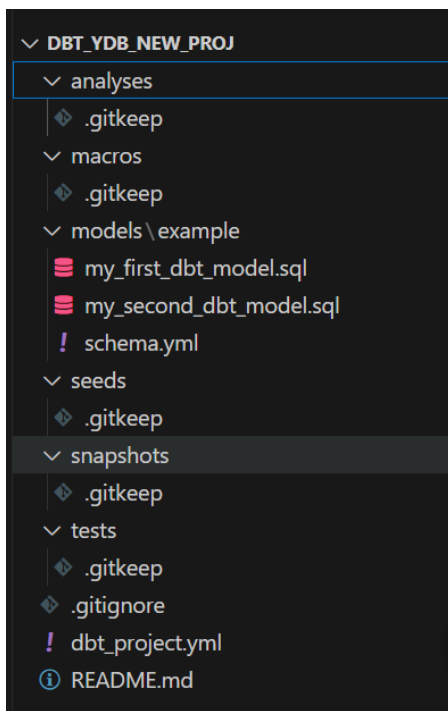 DBT_YDB_NEW_PROJ
analyses
.gitkeep
macros
.gitkeep
models\example
my_first_dbt_model.sql
my_second_dbt_model.sql
! schema.yml
seeds
.gitkeep
snapshots
.gitkeep
tests
.gitkeep
.gitignore
! dbt_project.yml
README.md